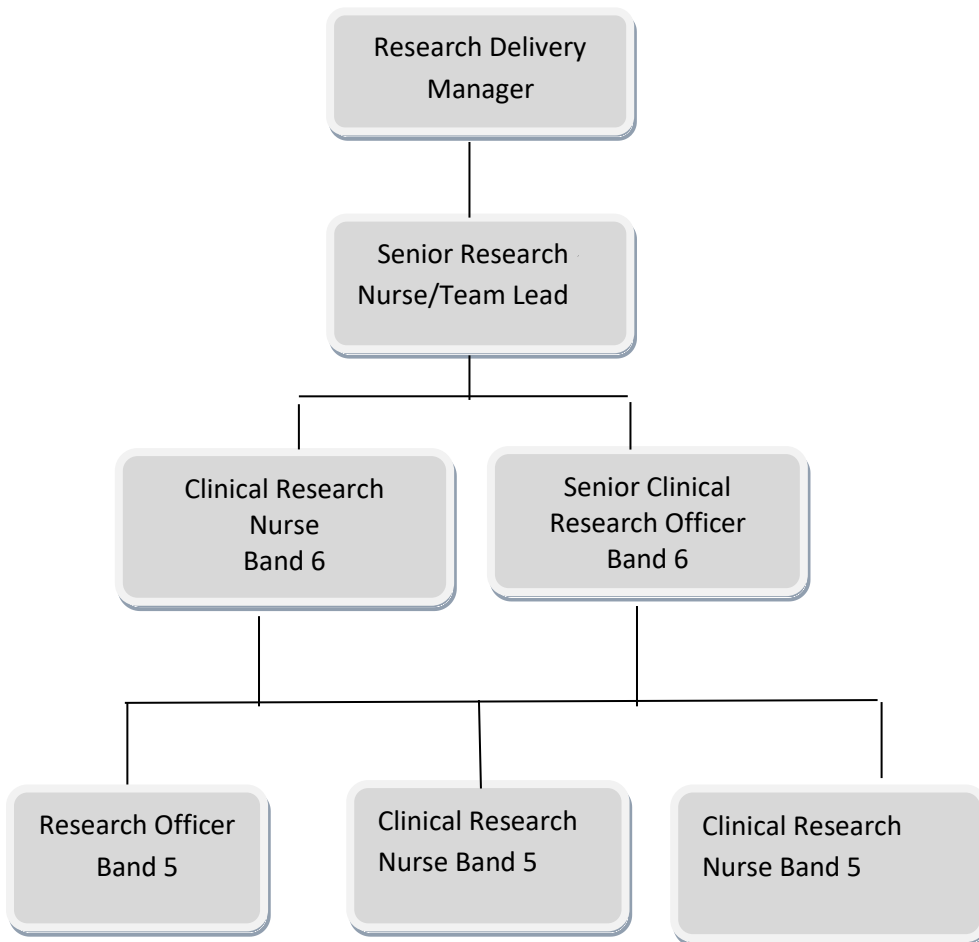 Research Delivery
Manager
Senior Research
Nurse/Team Lead
Clinical Research
Nurse
Band 6
Senior Clinical
Research Officer
Band 6
Research Officer
Band 5
Clinical Research
Nurse Band 5
Clinical Research
Nurse Band 5